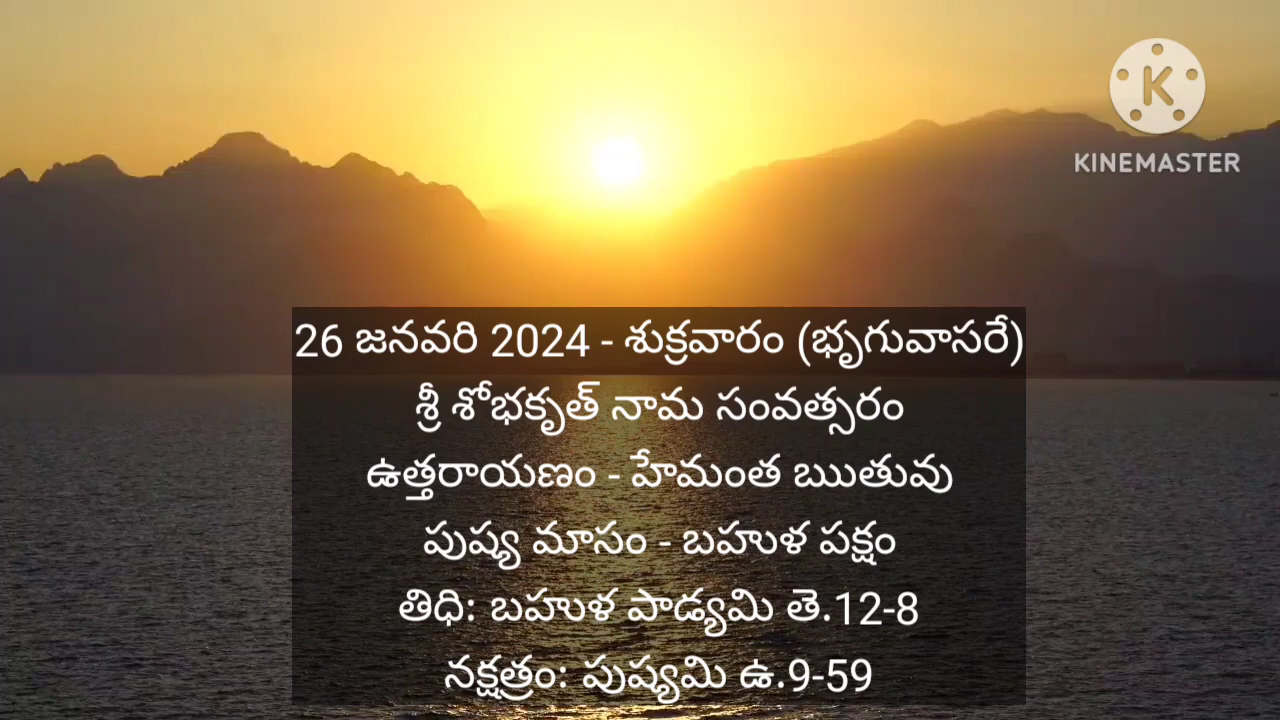 KINEMASTER
26 జనవరి 2024 - శుక్రవారం (భృగువాసరే)
శ్రీ శోభకృత్ నామ సంవత్సరం
ఉత్తరాయణం - హేమంత ఋతువు
పుష్య మాసం - బహుళ పక్షం
తిధి: బహుళ పాడ్యమి తె.12-8
నక్షత్రం: పుష్యమి ఉ.9-59